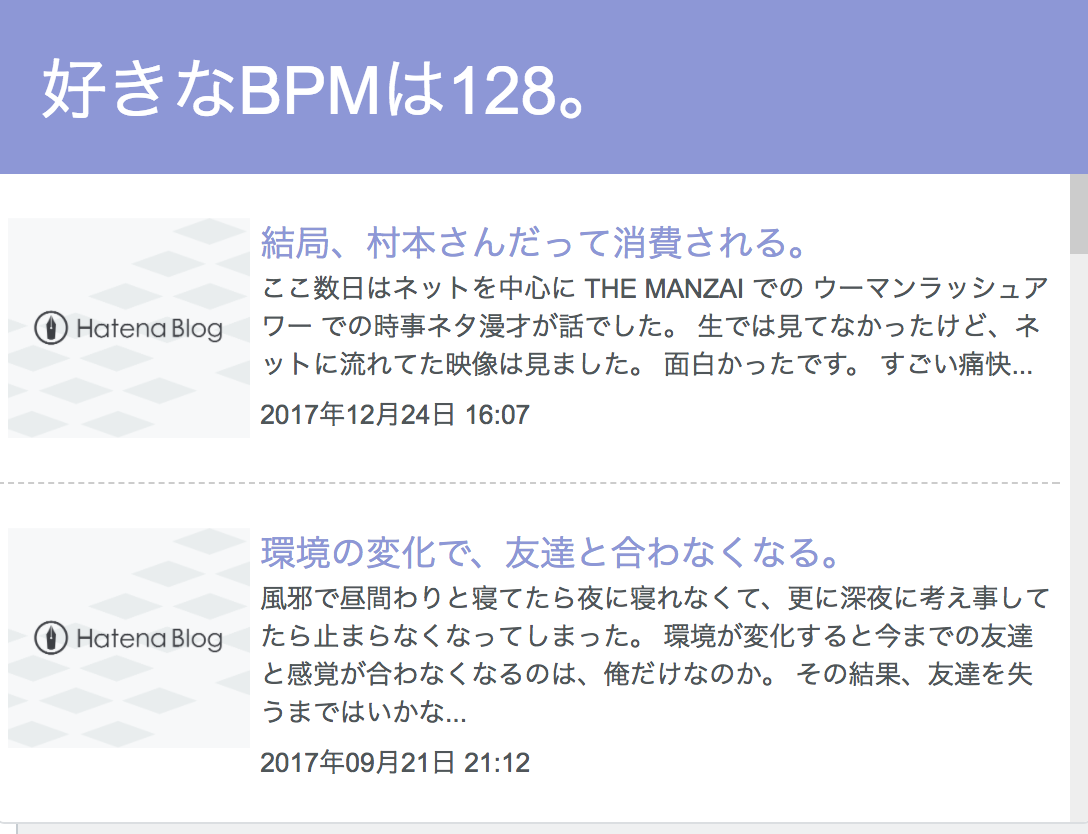 好きなBPMは128。
Hatena Blog
結局、村本さんだって消費される。
ここ数日はネットを中心に THE MANZAI での ウーマンラッシュア
ワー での時事ネタ漫才が話でした。 生では見てなかったけど、ネ
ットに流れてた映像は見ました。 面白かったです。 すごい痛快...
2017年12月24日 16:07
Hatena Blog
環境の変化で、友達と合わなくなる。
風邪で昼間わりと寝てたら夜に寝れなくて、更に深夜に考え事して
たら止まらなくなってしまった。 環境が変化すると今までの友達
と感覚が合わなくなるのは、俺だけなのか。 その結果、友達を失
うまではいかな...
2017年09月21日 21:12